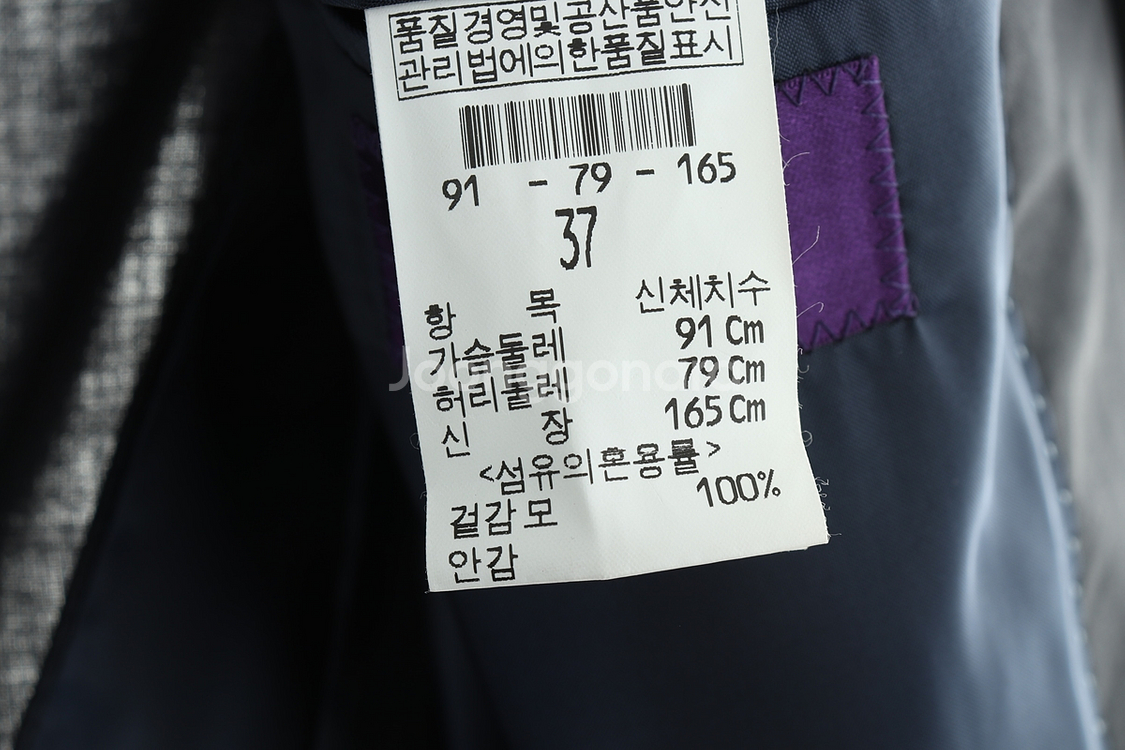 품질경영및공산품안전
관리법에의한품질표시
91 - 79 - 165
37
항 목 신체치수
가슴둘레 91 Cm
허리둘레 79 Cm
신 장 165 Cm
<섬유의혼용률>
겉감모 100%
안감